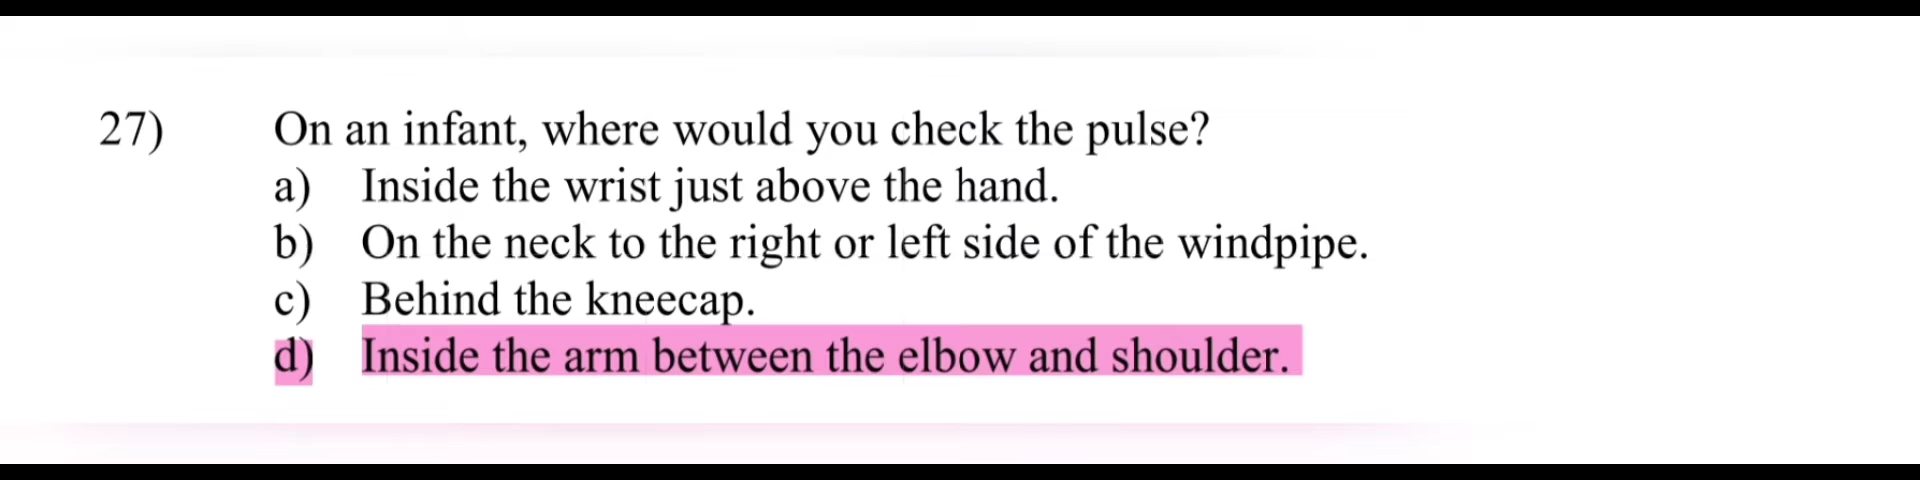 27) On an infant, where would you check the pulse?
a) Inside the wrist just above the hand.
b) On the neck to the right or left side of the windpipe.
c) Behind the kneecap.
d) Inside the arm between the elbow and shoulder.